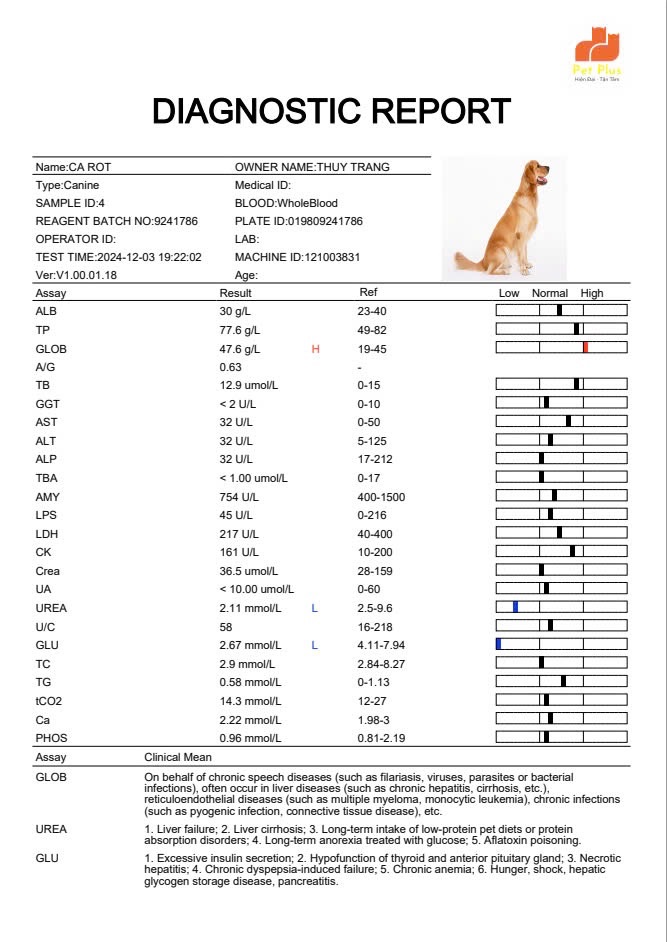 Pet Plus
Hiện Đại - Tận Tâm
DIAGNOSTIC REPORT
Name:CA ROT OWNER NAME:THUY TRANG
Type:Canine Medical ID:
SAMPLE ID:4 BLOOD:WholeBlood
REAGENT BATCH NO:9241786 PLATE ID:019809241786
OPERATOR ID: LAB:
TEST TIME:2024-12-03 19:22:02 MACHINE ID:121003831
Ver:V1.00.01.18 Age:
Assay Result Ref Low Normal High
ALB 30 g/L 23-40
TP 77.6 g/L 49-82
GLOB 47.6 g/L H 19-45
A/G 0.63 -
TB 12.9 umol/L 0-15
GGT < 2 U/L 0-10
AST 32 U/L 0-50
ALT 32 U/L 5-125
ALP 32 U/L 17-212
TBA < 1.00 umol/L 0-17
AMY 754 U/L 400-1500
LPS 45 U/L 0-216
LDH 217 U/L 40-400
CK 161 U/L 10-200
Crea 36.5 umol/L 28-159
UA < 10.00 umol/L 0-60
UREA 2.11 mmol/L L 2.5-9.6
U/C 58 16-218
GLU 2.67 mmol/L L 4.11-7.94
TC 2.9 mmol/L 2.84-8.27
TG 0.58 mmol/L 0-1.13
tCO2 14.3 mmol/L 12-27
Ca 2.22 mmol/L 1.98-3
PHOS 0.96 mmol/L 0.81-2.19
Assay Clinical Mean
GLOB On behalf of chronic speech diseases (such as filariasis, viruses, parasites or bacterial
infections), often occur in liver diseases (such as chronic hepatitis, cirrhosis, etc.),
reticuloendothelial diseases (such as multiple myeloma, monocytic leukemia), chronic infections
(such as pyogenic infection, connective tissue disease), etc.
UREA 1. Liver failure; 2. Liver cirrhosis; 3. Long-term intake of low-protein pet diets or protein
absorption disorders; 4. Long-term anorexia treated with glucose; 5. Aflatoxin poisoning.
GLU 1. Excessive insulin secretion; 2. Hypofunction of thyroid and anterior pituitary gland; 3. Necrotic
hepatitis; 4. Chronic dyspepsia-induced failure; 5. Chronic anemia; 6. Hunger, shock, hepatic
glycogen storage disease, pancreatitis.